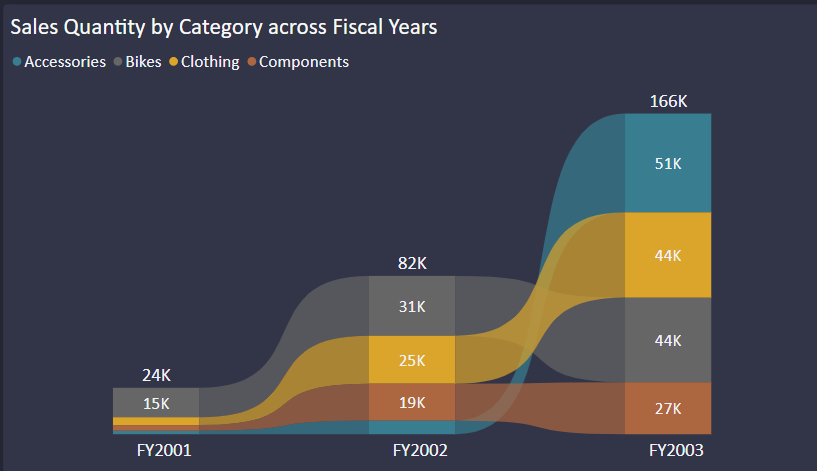 Sales Quantity by Category across Fiscal Years
Accessories Bikes Clothing Components
166K
51K
44K
82K
31K
44K
24K
25K
15K
19K
27K
FY2001 FY2002 FY2003